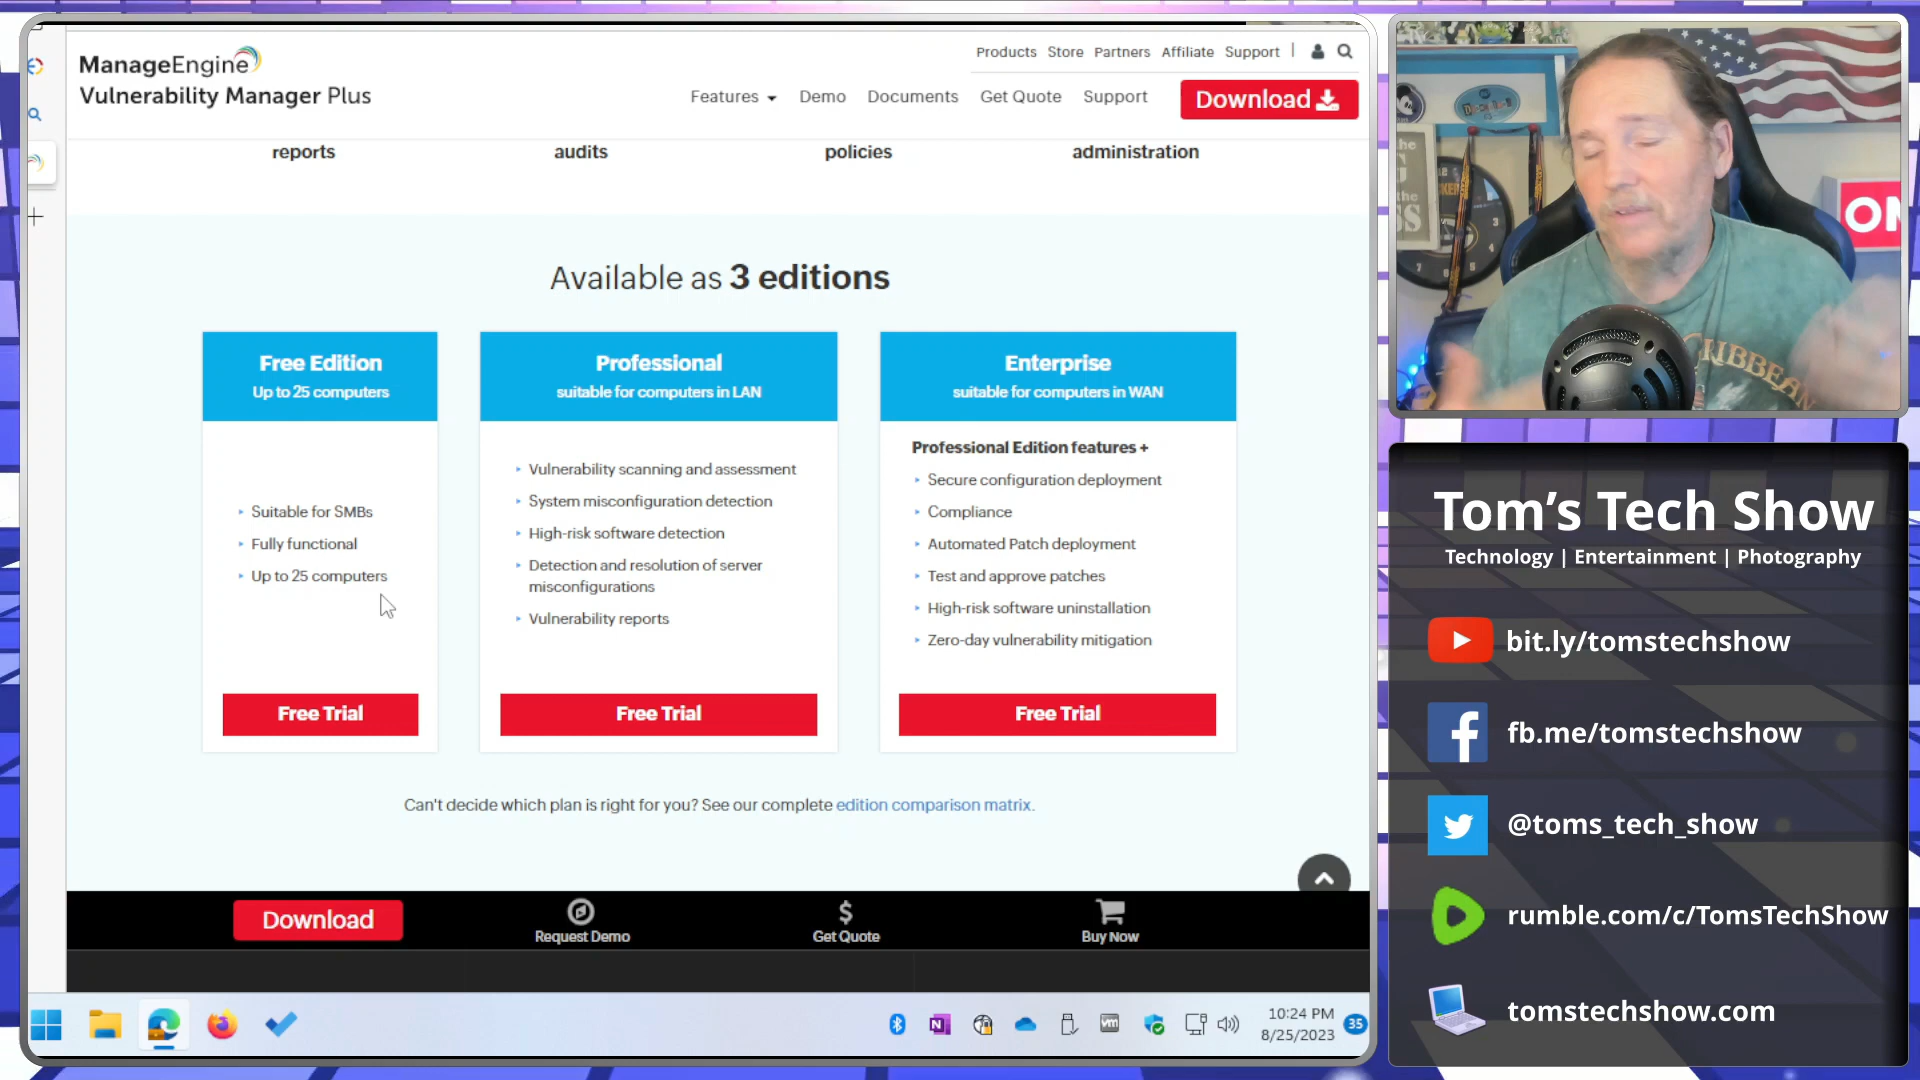 ManageEngine
Vulnerability Manager Plus
Products Store Partners Affiliate Support
Features Demo Documents Get Quote Support Download
reports audits policies administration
Available as 3 editions
Free Edition
Up to 25 computers
Suitable for SMBs
Fully functional
Up to 25 computers
Free Trial
Professional
suitable for computers in LAN
Vulnerability scanning and assessment
System misconfiguration detection
High-risk software detection
Detection and resolution of server
misconfigurations
Vulnerability reports
Free Trial
Enterprise
suitable for computers in WAN
Professional Edition features +
Secure configuration deployment
Compliance
Automated Patch deployment
Test and approve patches
High-risk software uninstallation
Zero-day vulnerability mitigation
Free Trial
Can't decide which plan is right for you? See our complete edition comparison matrix.
Download
Request Demo
Get Quote
Buy Now
10:24 PM
8/25/2023
35
Tom's Tech Show
Technology | Entertainment | Photography
bit.ly/tomstechshow
fb.me/tomstechshow
@toms_tech_show
rumble.com/c/TomsTechShow
tomstechshow.com